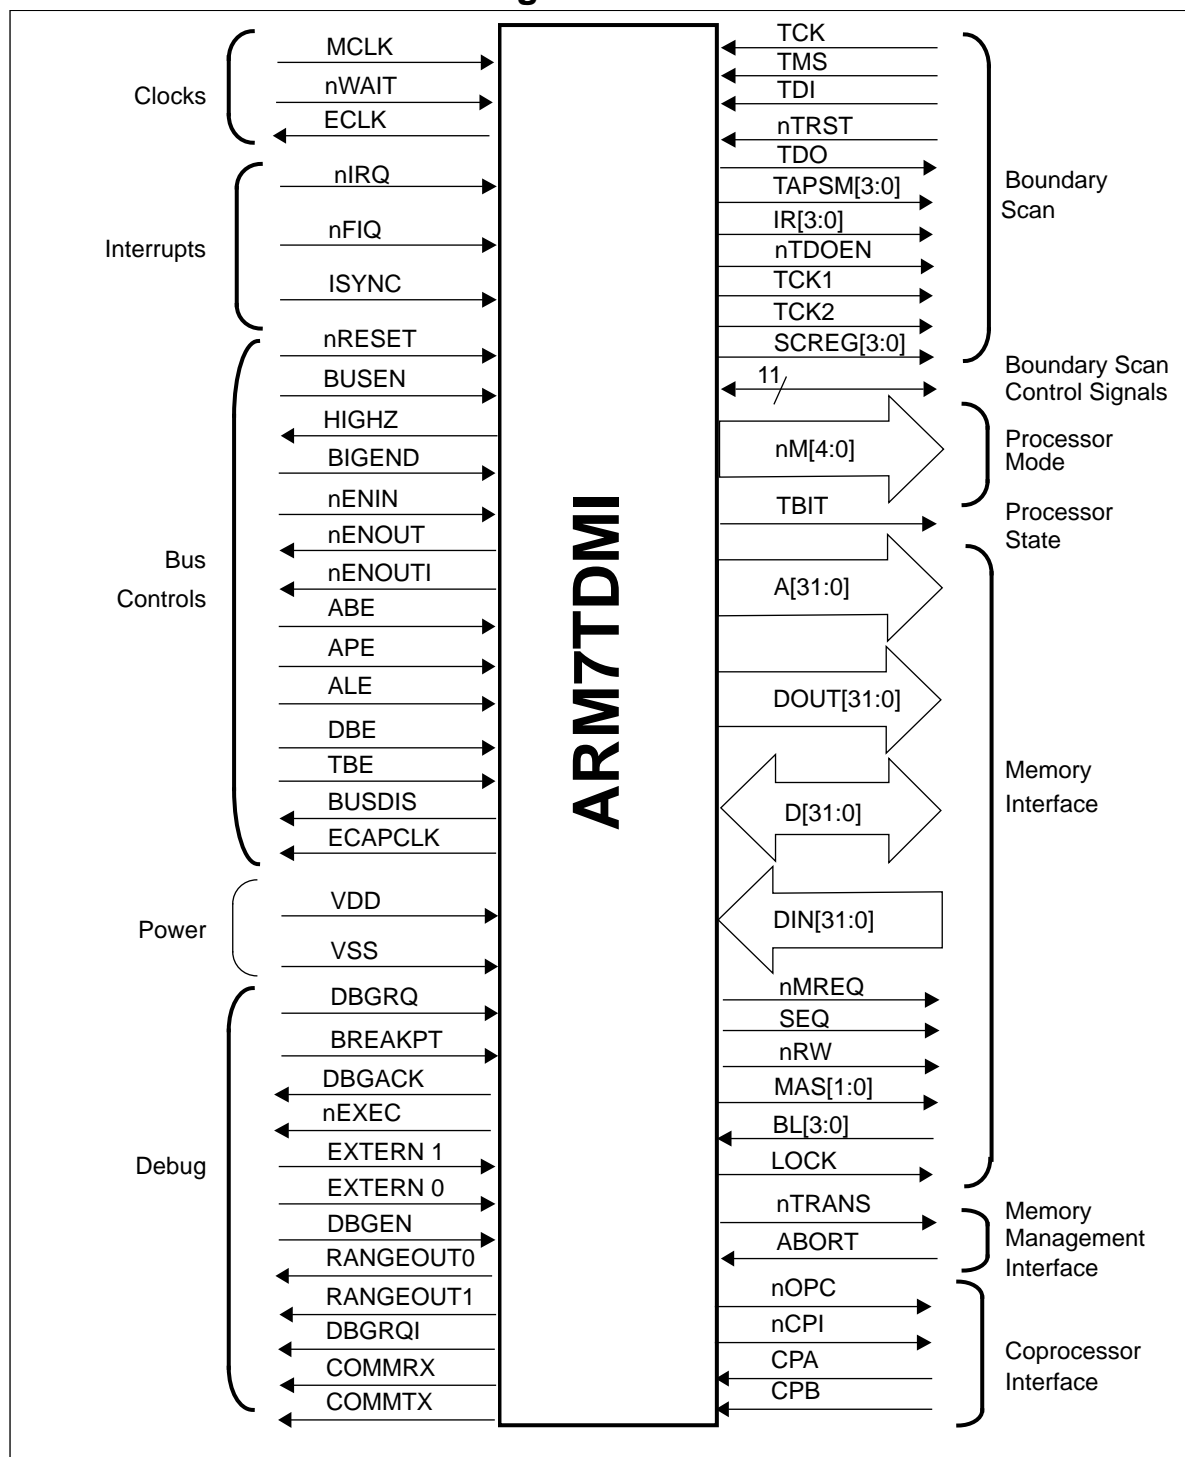 Clocks
MCLK
nWAIT
ECLK
Interrupts
nIRQ
nFIQ
ISYNC
Bus
Controls
nRESET
BUSEN
HIGHZ
BIGEND
nENIN
nENOUT
nENOUTI
ABE
APE
ALE
DBE
TBE
BUSDIS
ECAPCLK
Power
VDD
VSS
Debug
DBGRQ
BREAKPT
DBGACK
nEXEC
EXTERN 1
EXTERN 0
DBGEN
RANGEOUT0
RANGEOUT1
DBGRQI
COMMRX
COMMTX
ARM7TDMI
TCK
TMS
TDI
nTRST
TDO
TAPSM[3:0]
IR[3:0]
nTDOEN
TCK1
TCK2
SCREG[3:0]
Boundary
Scan
11
Boundary Scan
Control Signals
nM[4:0]
Processor
Mode
TBIT
Processor
State
A[31:0]
DOUT[31:0]
D[31:0]
DIN[31:0]
nMREQ
SEQ
nRW
MAS[1:0]
BL[3:0]
LOCK
Memory
Interface
nTRANS
ABORT
Memory
Management
Interface
nOPC
nCPI
CPA
CPB
Coprocessor
Interface